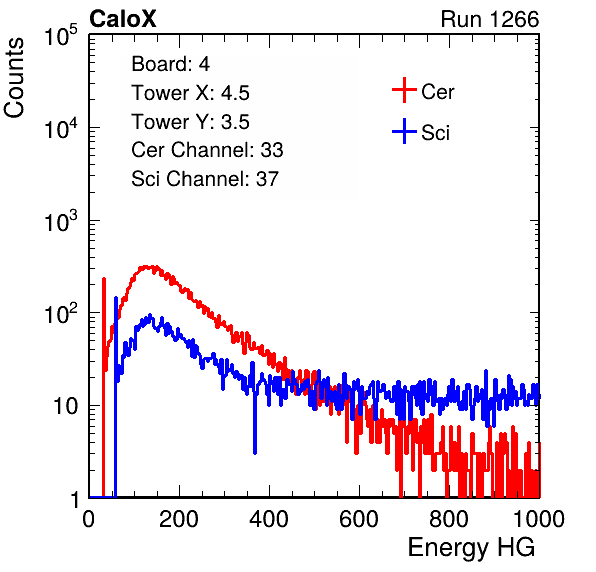 CaloX
Run 1266
Counts
10^5
10^4
10^3
10^2
10
1
Board: 4
Tower X: 4.5
Tower Y: 3.5
Cer Channel: 33
Sci Channel: 37
Cer
Sci
0 200 400 600 800 1000
Energy HG